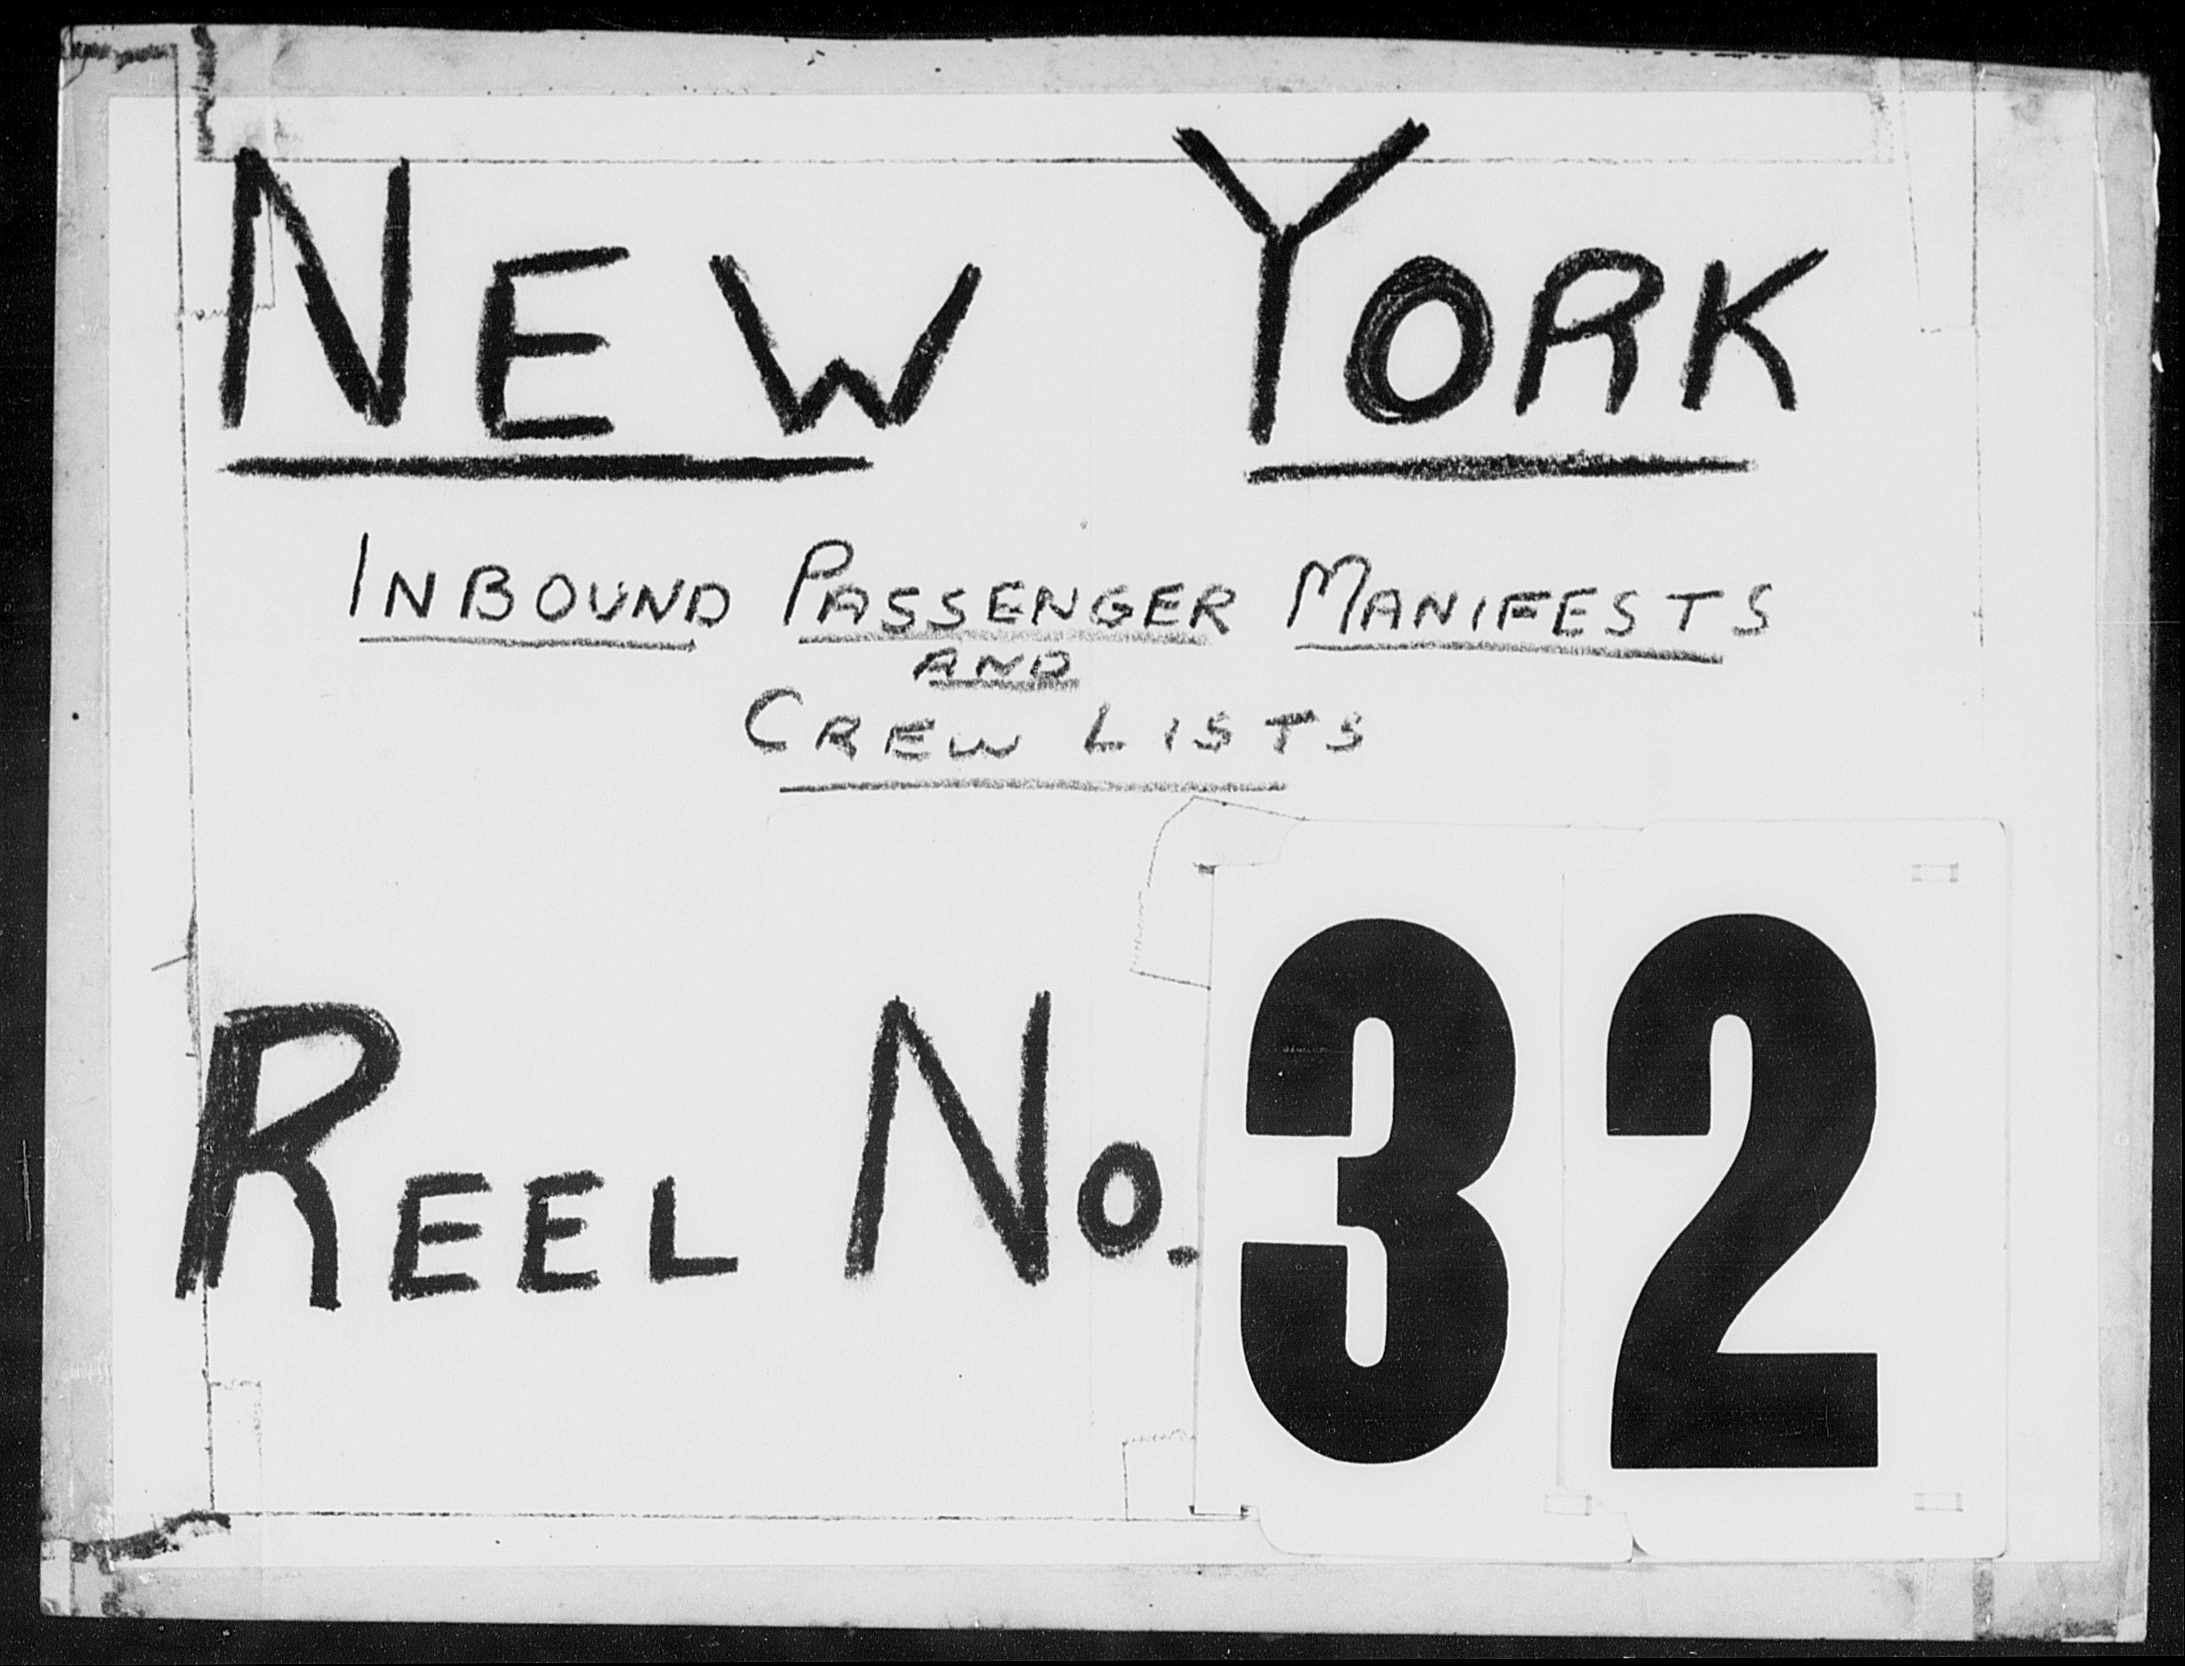 NEW YORK
INBOUND PASSENGER MANIFESTS
AND
CREW LISTS
REEL NO. 32